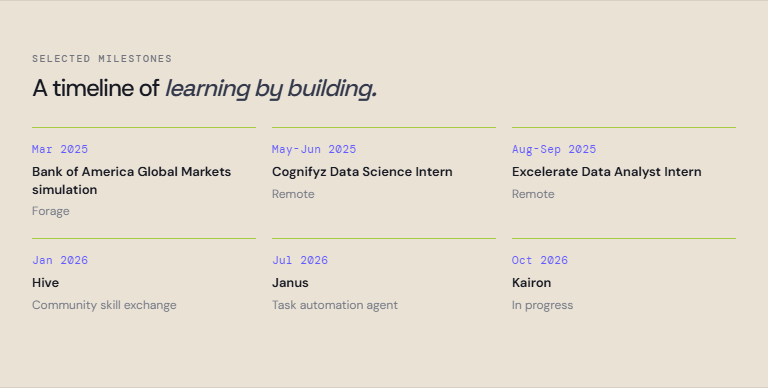 SELECTED MILESTONES
A timeline of learning by building.
Mar 2025
Bank of America Global Markets
simulation
Forage
May-Jun 2025
Cognifyz Data Science Intern
Remote
Aug-Sep 2025
Excelerate Data Analyst Intern
Remote
Jan 2026
Hive
Community skill exchange
Jul 2026
Janus
Task automation agent
Oct 2026
Kairon
In progress